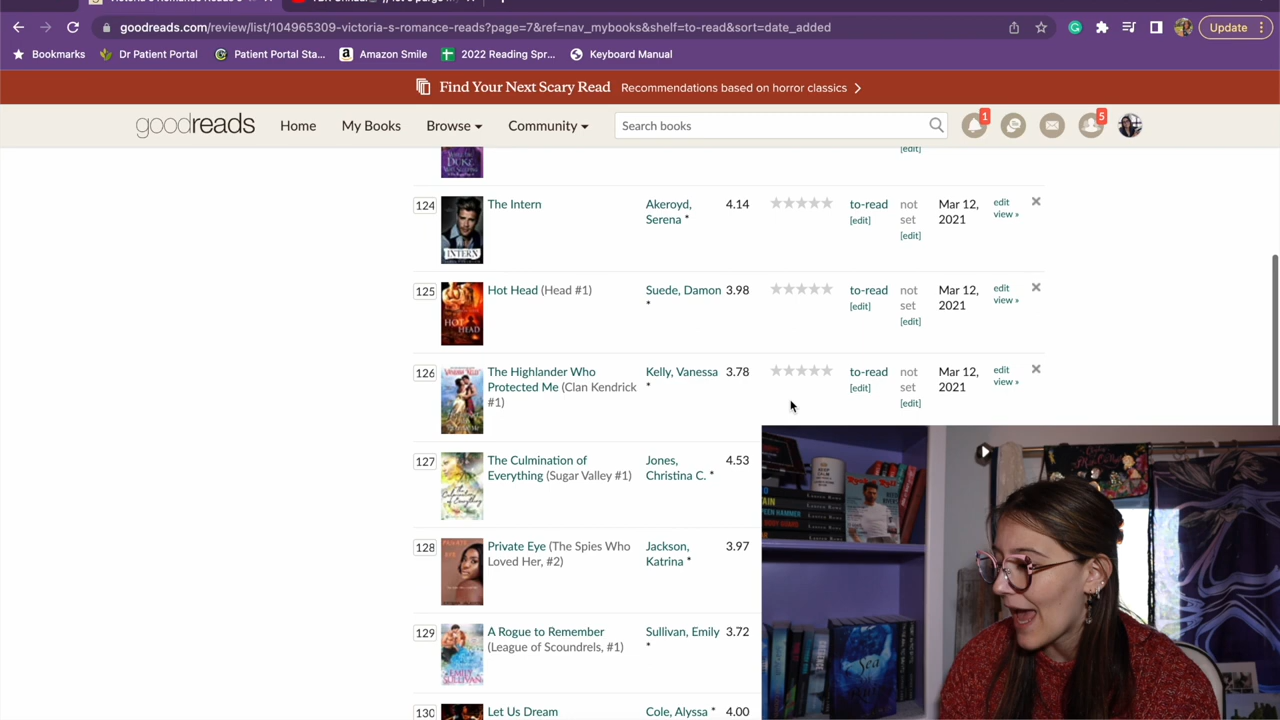 goodreads.com/review/list/104965309-victoria-s-romance-reads?page=7&ref=nav_mybooks&shelf=to-read&sort=date_added
Update
Bookmarks Dr Patient Portal Patient Portal Sta... Amazon Smile 2022 Reading Spr... Keyboard Manual
Find Your Next Scary Read Recommendations based on horror classics
goodreads Home My Books Browse Community Search books 1 5
DUKE
[edit]
124 The Intern Akeroyd, 4.14 to-read not Mar 12, edit
Serena * [edit] set 2021 view »
[edit]
INTERN
125 Hot Head (Head #1) Suede, Damon 3.98 to-read not Mar 12, edit
* [edit] set 2021 view »
[edit]
HOT
HEAD
126 The Highlander Who Kelly, Vanessa 3.78 to-read not Mar 12, edit
Protected Me (Clan Kendrick * [edit] set 2021 view »
#1) [edit]
127 The Culmination of Jones, 4.53
Everything (Sugar Valley #1) Christina C. *
128 Private Eye (The Spies Who Jackson, 3.97
Loved Her, #2) Katrina *
129 A Rogue to Remember Sullivan, Emily 3.72
(League of Scoundrels, #1) *
EMILY
SULLIVAN
130 Let Us Dream Cole, Alyssa * 4.00
Sea